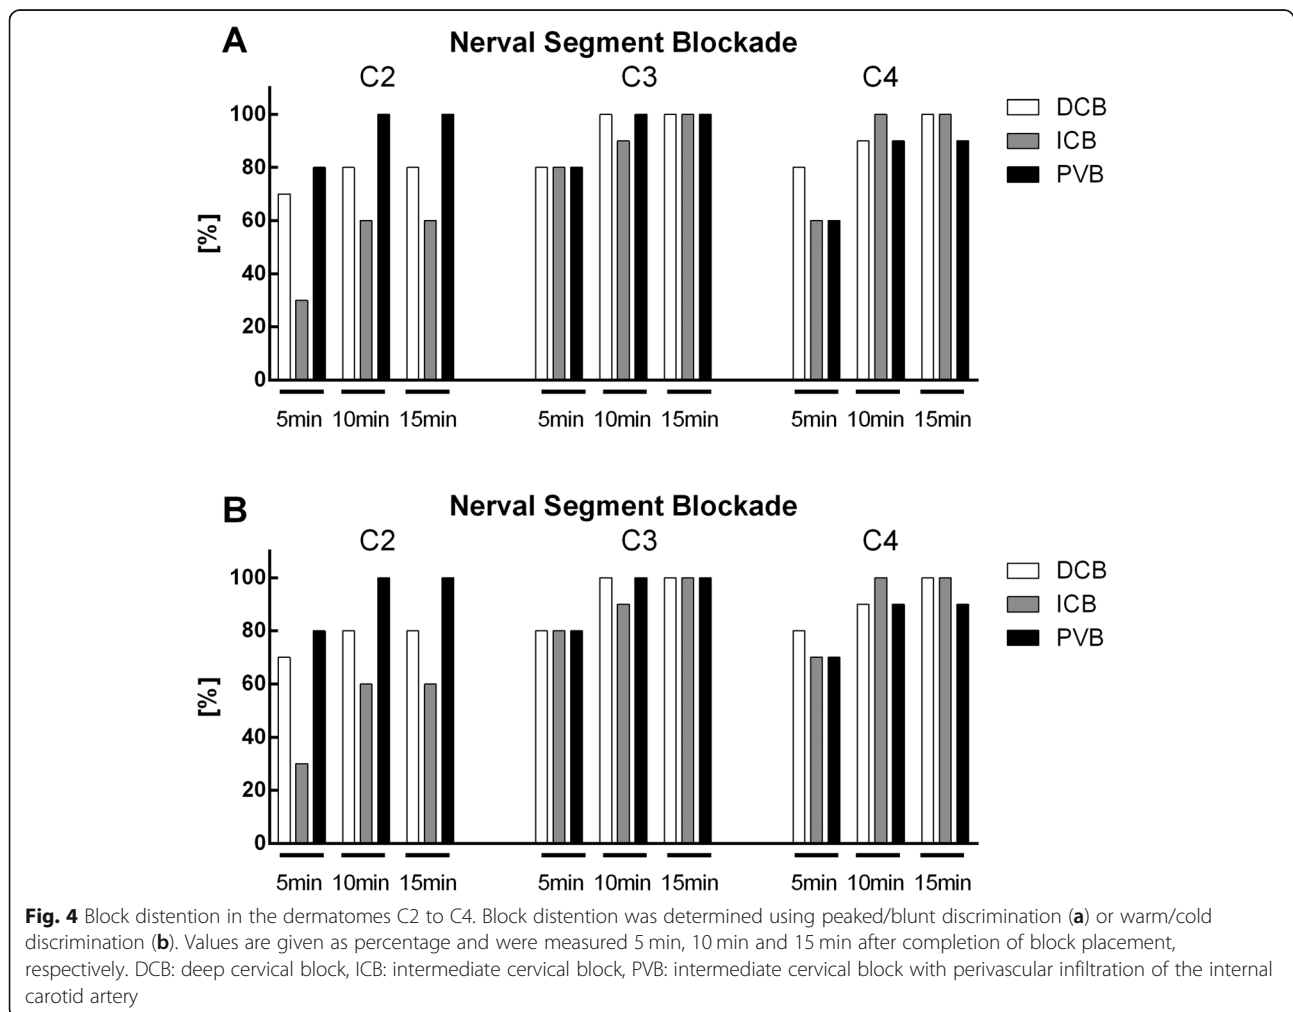 A
Nerval Segment Blockade
C2 C3 C4
DCB
ICB
PVB
[%]
100
80
60
40
20
0
5min 10min 15min 5min 10min 15min 5min 10min 15min
B
Nerval Segment Blockade
C2 C3 C4
DCB
ICB
PVB
[%]
100
80
60
40
20
0
5min 10min 15min 5min 10min 15min 5min 10min 15min
Fig. 4 Block distention in the dermatomes C2 to C4. Block distention was determined using peaked/blunt discrimination (a) or warm/cold
discrimination (b). Values are given as percentage and were measured 5 min, 10 min and 15 min after completion of block placement,
respectively. DCB: deep cervical block, ICB: intermediate cervical block, PVB: intermediate cervical block with perivascular infiltration of the internal
carotid artery